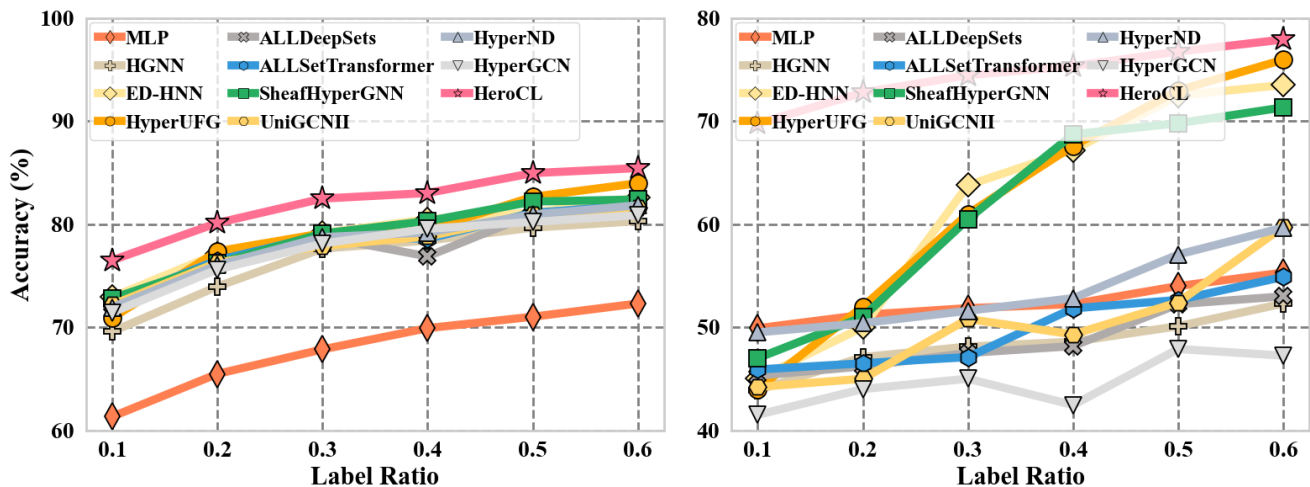 100
90
80
70
60
Accuracy (%)
MLP ALLDeepSets HyperND
HGNN ALLSetTransformer HyperGCN
ED-HNN SheafHyperGNN HeroCL
HyperUFG UniGCNII
0.1 0.2 0.3 0.4 0.5 0.6
Label Ratio
80
70
60
50
40
MLP ALLDeepSets HyperND
HGNN ALLSetTransformer HyperGCN
ED-HNN SheafHyperGNN HeroCL
HyperUFG UniGCNII
0.1 0.2 0.3 0.4 0.5 0.6
Label Ratio